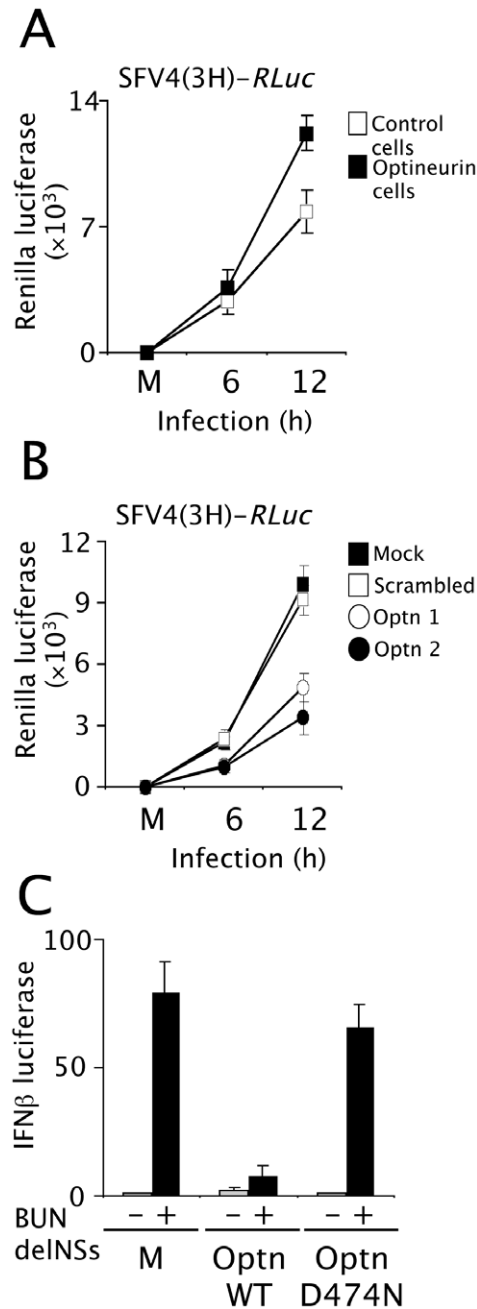 A
SFV4(3H)–RLuc
14
7
0
Renilla luciferase
(×10³)
Control
cells
Optineurin
cells
M 6 12
Infection (h)
B
SFV4(3H)–RLuc
12
9
6
3
0
Renilla luciferase
(×10³)
Mock
Scrambled
Optn 1
Optn 2
M 6 12
Infection (h)
C
100
50
0
IFNβ luciferase
BUN
delNSs
– + – + – +
M Optn Optn
WT D474N